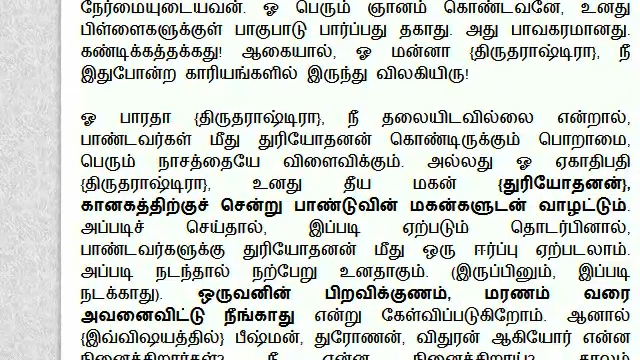 நேர்மையுடையவன். ஓ பெரும் ஞானம் கொண்டவனே, உனது
பிள்ளைகளுக்குள் பாகுபாடு பார்ப்பது தகாது. அது பாவகரமானது.
கண்டிக்கத்தக்கது! ஆகையால், ஓ மன்னா {திருதராஷ்டிரா}, நீ
இதுபோன்ற காரியங்களில் இருந்து விலகியிரு!
ஓ பாரதா {திருதராஷ்டிரா}, நீ தலையிடவில்லை என்றால்,
பாண்டவர்கள் மீது துரியோதனன் கொண்டிருக்கும் பொறாமை,
பெரும் நாசத்தையே விளைவிக்கும். அல்லது ஓ ஏகாதிபதி
{திருதராஷ்டிரா}, உனது தீய மகன் {துரியோதனன்},
கானகத்திற்குச் சென்று பாண்டுவின் மகன்களுடன் வாழட்டும்.
அப்படிச் செய்தால், இப்படி ஏற்படும் தொடர்பினால்,
பாண்டவர்களுக்கு துரியோதனன் மீது ஒரு ஈர்ப்பு ஏற்படலாம்.
அப்படி நடந்தால் நற்பேறு உனதாகும். (இருப்பினும், இப்படி
நடக்காது). ஒருவனின் பிறவிக்குணம், மரணம் வரை
அவனைவிட்டு நீங்காது என்று கேள்விப்படுகிறோம். ஆனால்
{இவ்விஷயத்தில்} பீஷ்மன், துரோணன், விதுரன் ஆகியோர் என்ன
நினைக்கிறார்கள்? நீ என்ன நினைக்கிறாய்?